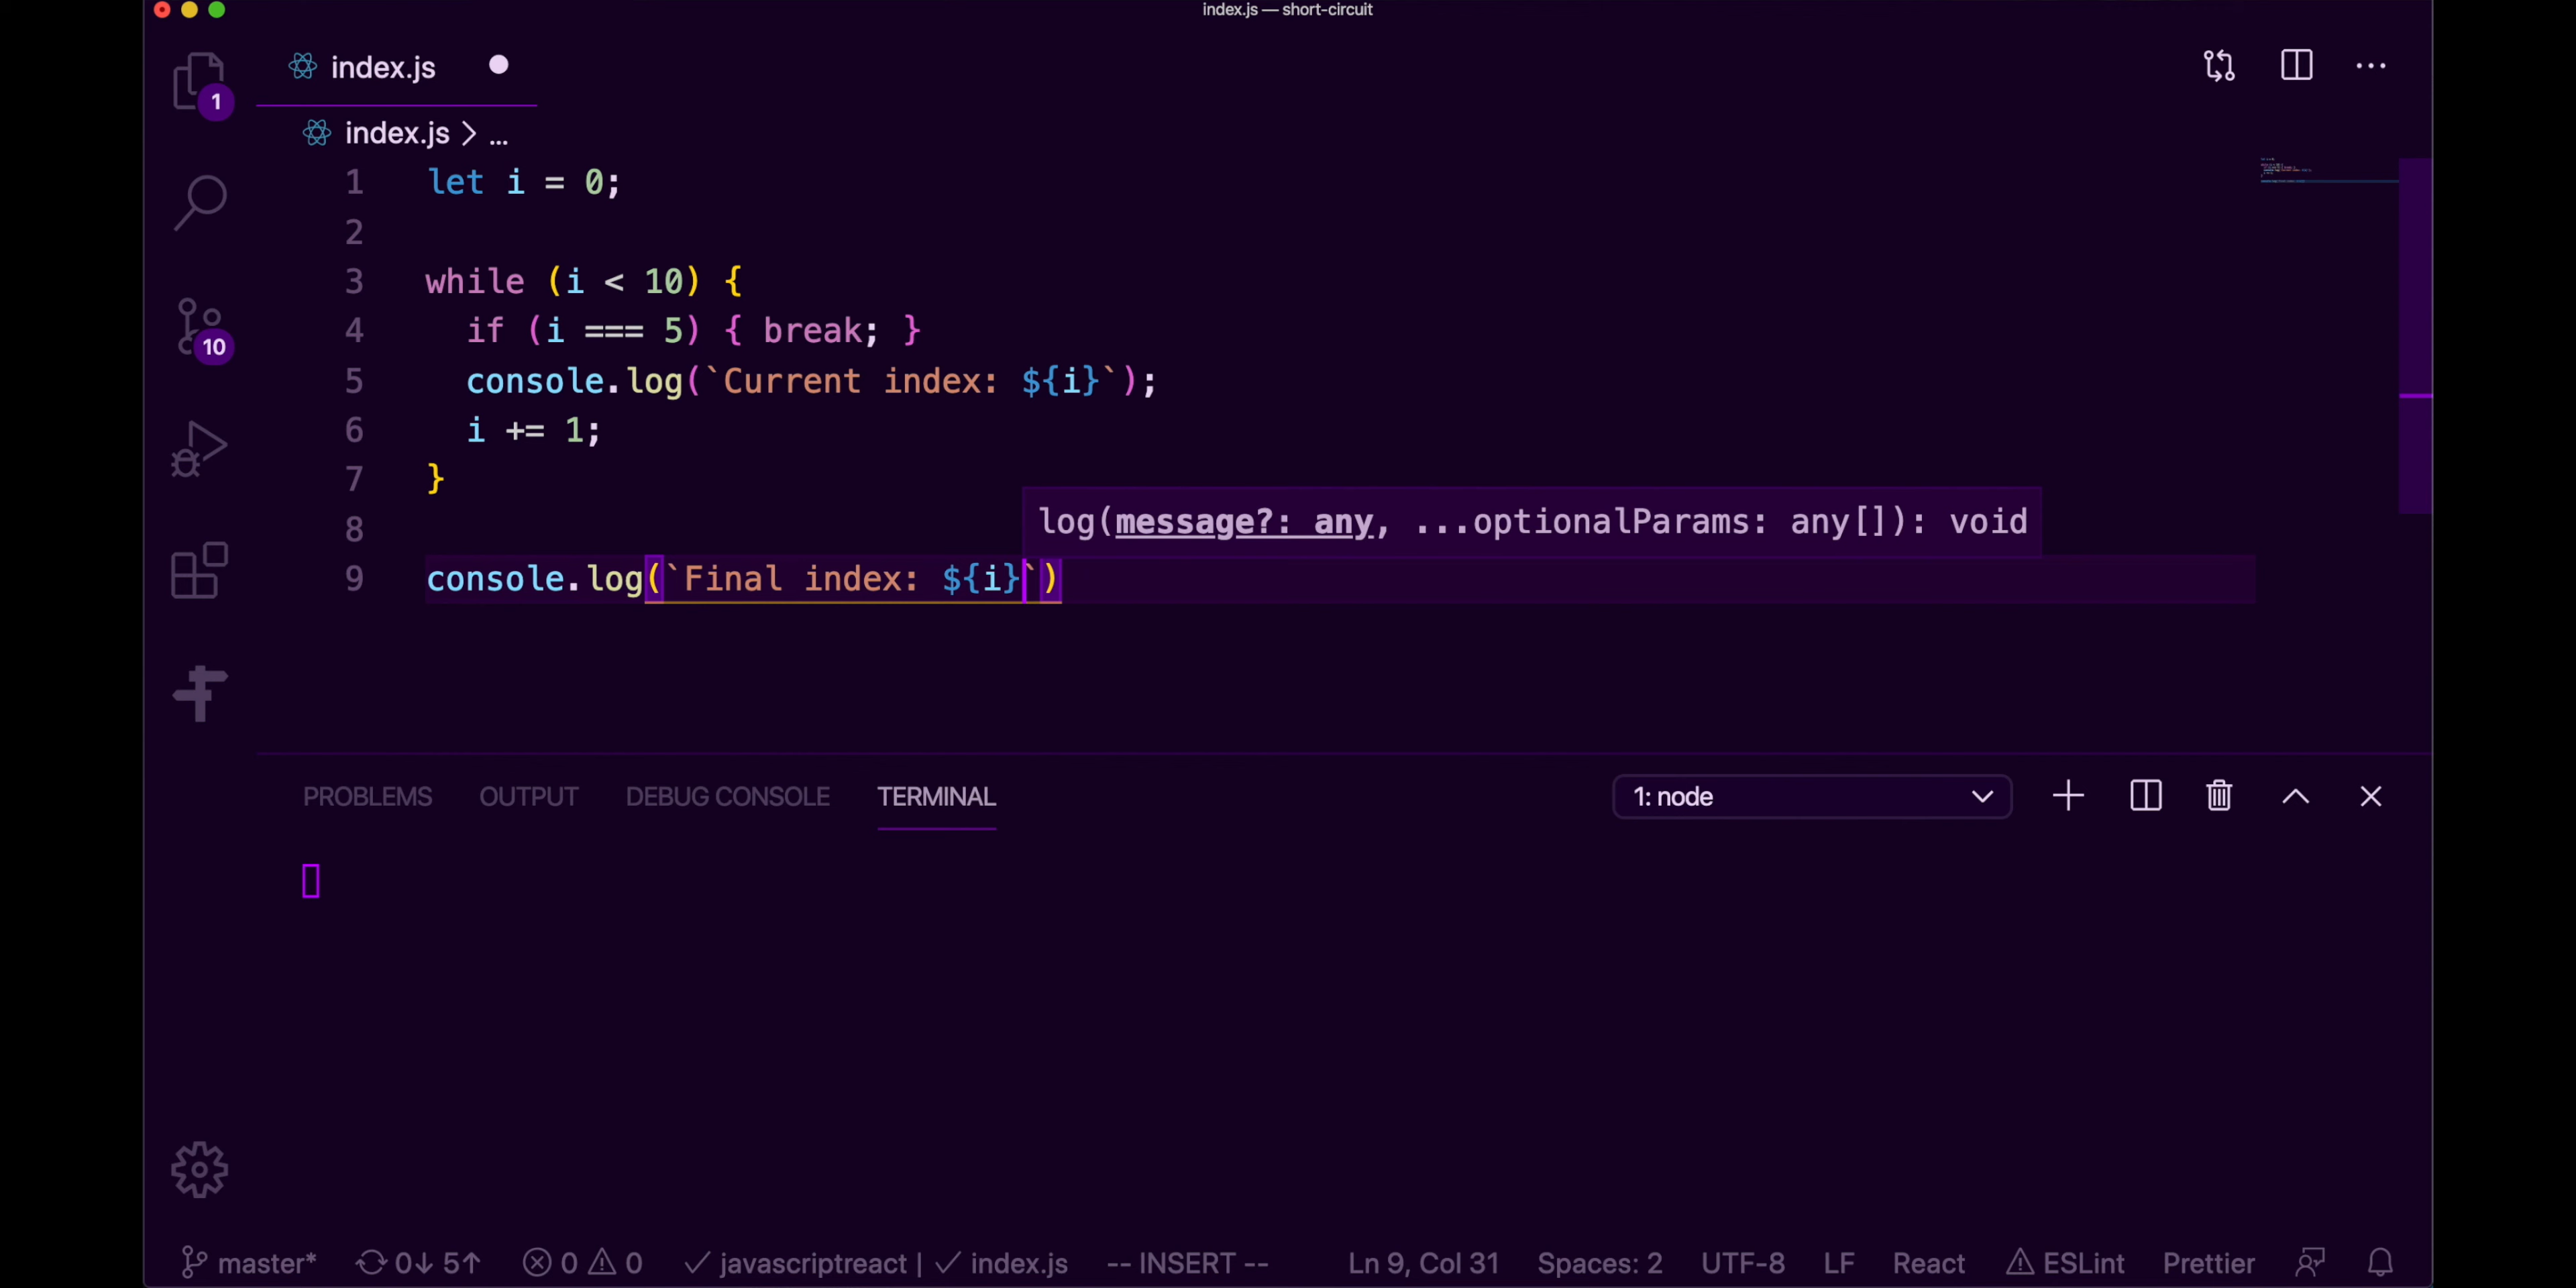 index.js — short-circuit
index.js
1
index.js > ...
1 let i = 0;
2
3 while (i < 10) {
4 if (i === 5) { break; }
5 console.log(`Current index: ${i}`);
6 i += 1;
7 }
8
log(message?: any, ...optionalParams: any[]): void
9 console.log(`Final index: ${i}`)
10
PROBLEMS OUTPUT DEBUG CONSOLE TERMINAL 1: node
master* 0↓ 5↑ 0 0 javascriptreact | index.js -- INSERT -- Ln 9, Col 31 Spaces: 2 UTF-8 LF React ESLint Prettier